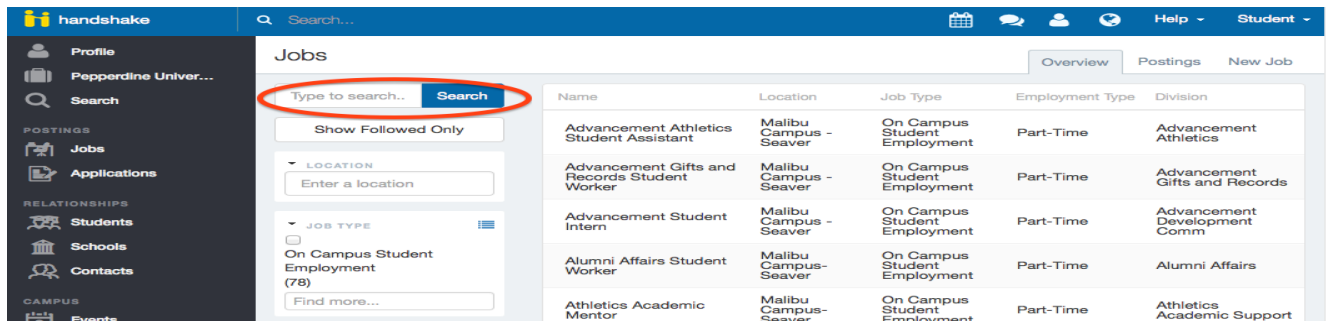 handshake
Search...
Help
Student
Profile
Pepperdine Univer...
Search
POSTINGS
Jobs
Applications
RELATIONSHIPS
Students
Schools
Contacts
CAMPUS
Events
Jobs
Overview
Postings
New Job
Type to search..
Search
Show Followed Only
LOCATION
Enter a location
JOB TYPE
On Campus Student
Employment
(78)
Find more...
Name Location Job Type Employment Type Division
Advancement Athletics
Student Assistant
Malibu
Campus -
Seaver
On Campus
Student
Employment
Part-Time
Advancement
Athletics
Advancement Gifts and
Records Student
Worker
Malibu
Campus -
Seaver
On Campus
Student
Employment
Part-Time
Advancement
Gifts and Records
Advancement Student
Intern
Malibu
Campus -
Seaver
On Campus
Student
Employment
Part-Time
Advancement
Development
Comm
Alumni Affairs Student
Worker
Malibu
Campus-
Seaver
On Campus
Student
Employment
Part-Time
Alumni Affairs
Athletics Academic
Mentor
Malibu
Campus-
Seaver
On Campus
Student
Employment
Part-Time
Athletics
Academic Support